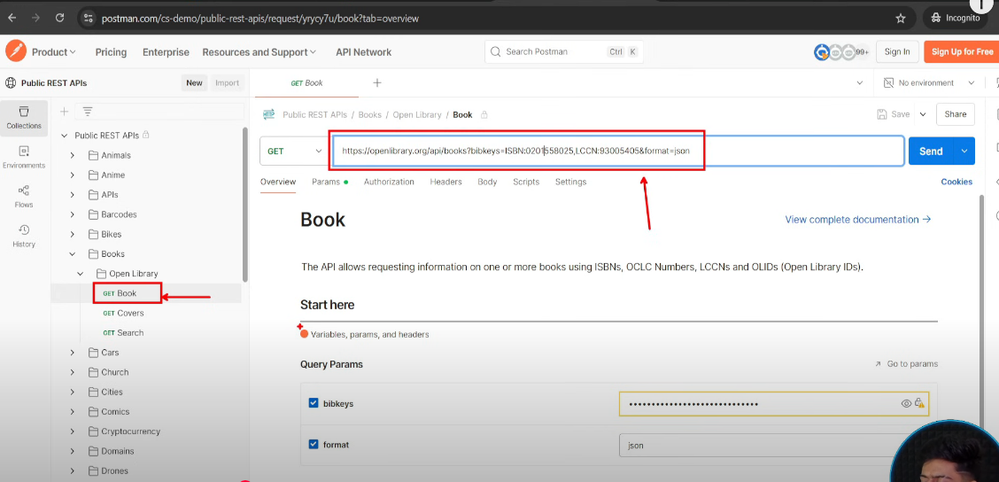 postman.com/cs-demo/public-rest-apis/request/yrycy7u/book?tab=overview
Incognito
Product
Pricing
Enterprise
Resources and Support
API Network
Search Postman
Ctrl K
99+
Sign In
Sign Up for Free
Public REST APIs
New
Import
GET Book
No environment
Collections
Environments
Flows
History
Public REST APIs
Animals
Anime
APIs
Barcodes
Bikes
Books
Open Library
GET Book
GET Covers
GET Search
Cars
Church
Cities
Comics
Cryptocurrency
Domains
Drones
HTTP
Public REST APIs / Books / Open Library / Book
Save
Share
GET
https://openlibrary.org/api/books?bibkeys=ISBN:0201558025,LCCN:93005405&format=json
Send
Overview
Params
Authorization
Headers
Body
Scripts
Settings
Cookies
Book
View complete documentation →
The API allows requesting information on one or more books using ISBNs, OCLC Numbers, LCCNs and OLIDs (Open Library IDs).
Start here
Variables, params, and headers
Query Params
Go to params
bibkeys
format
json